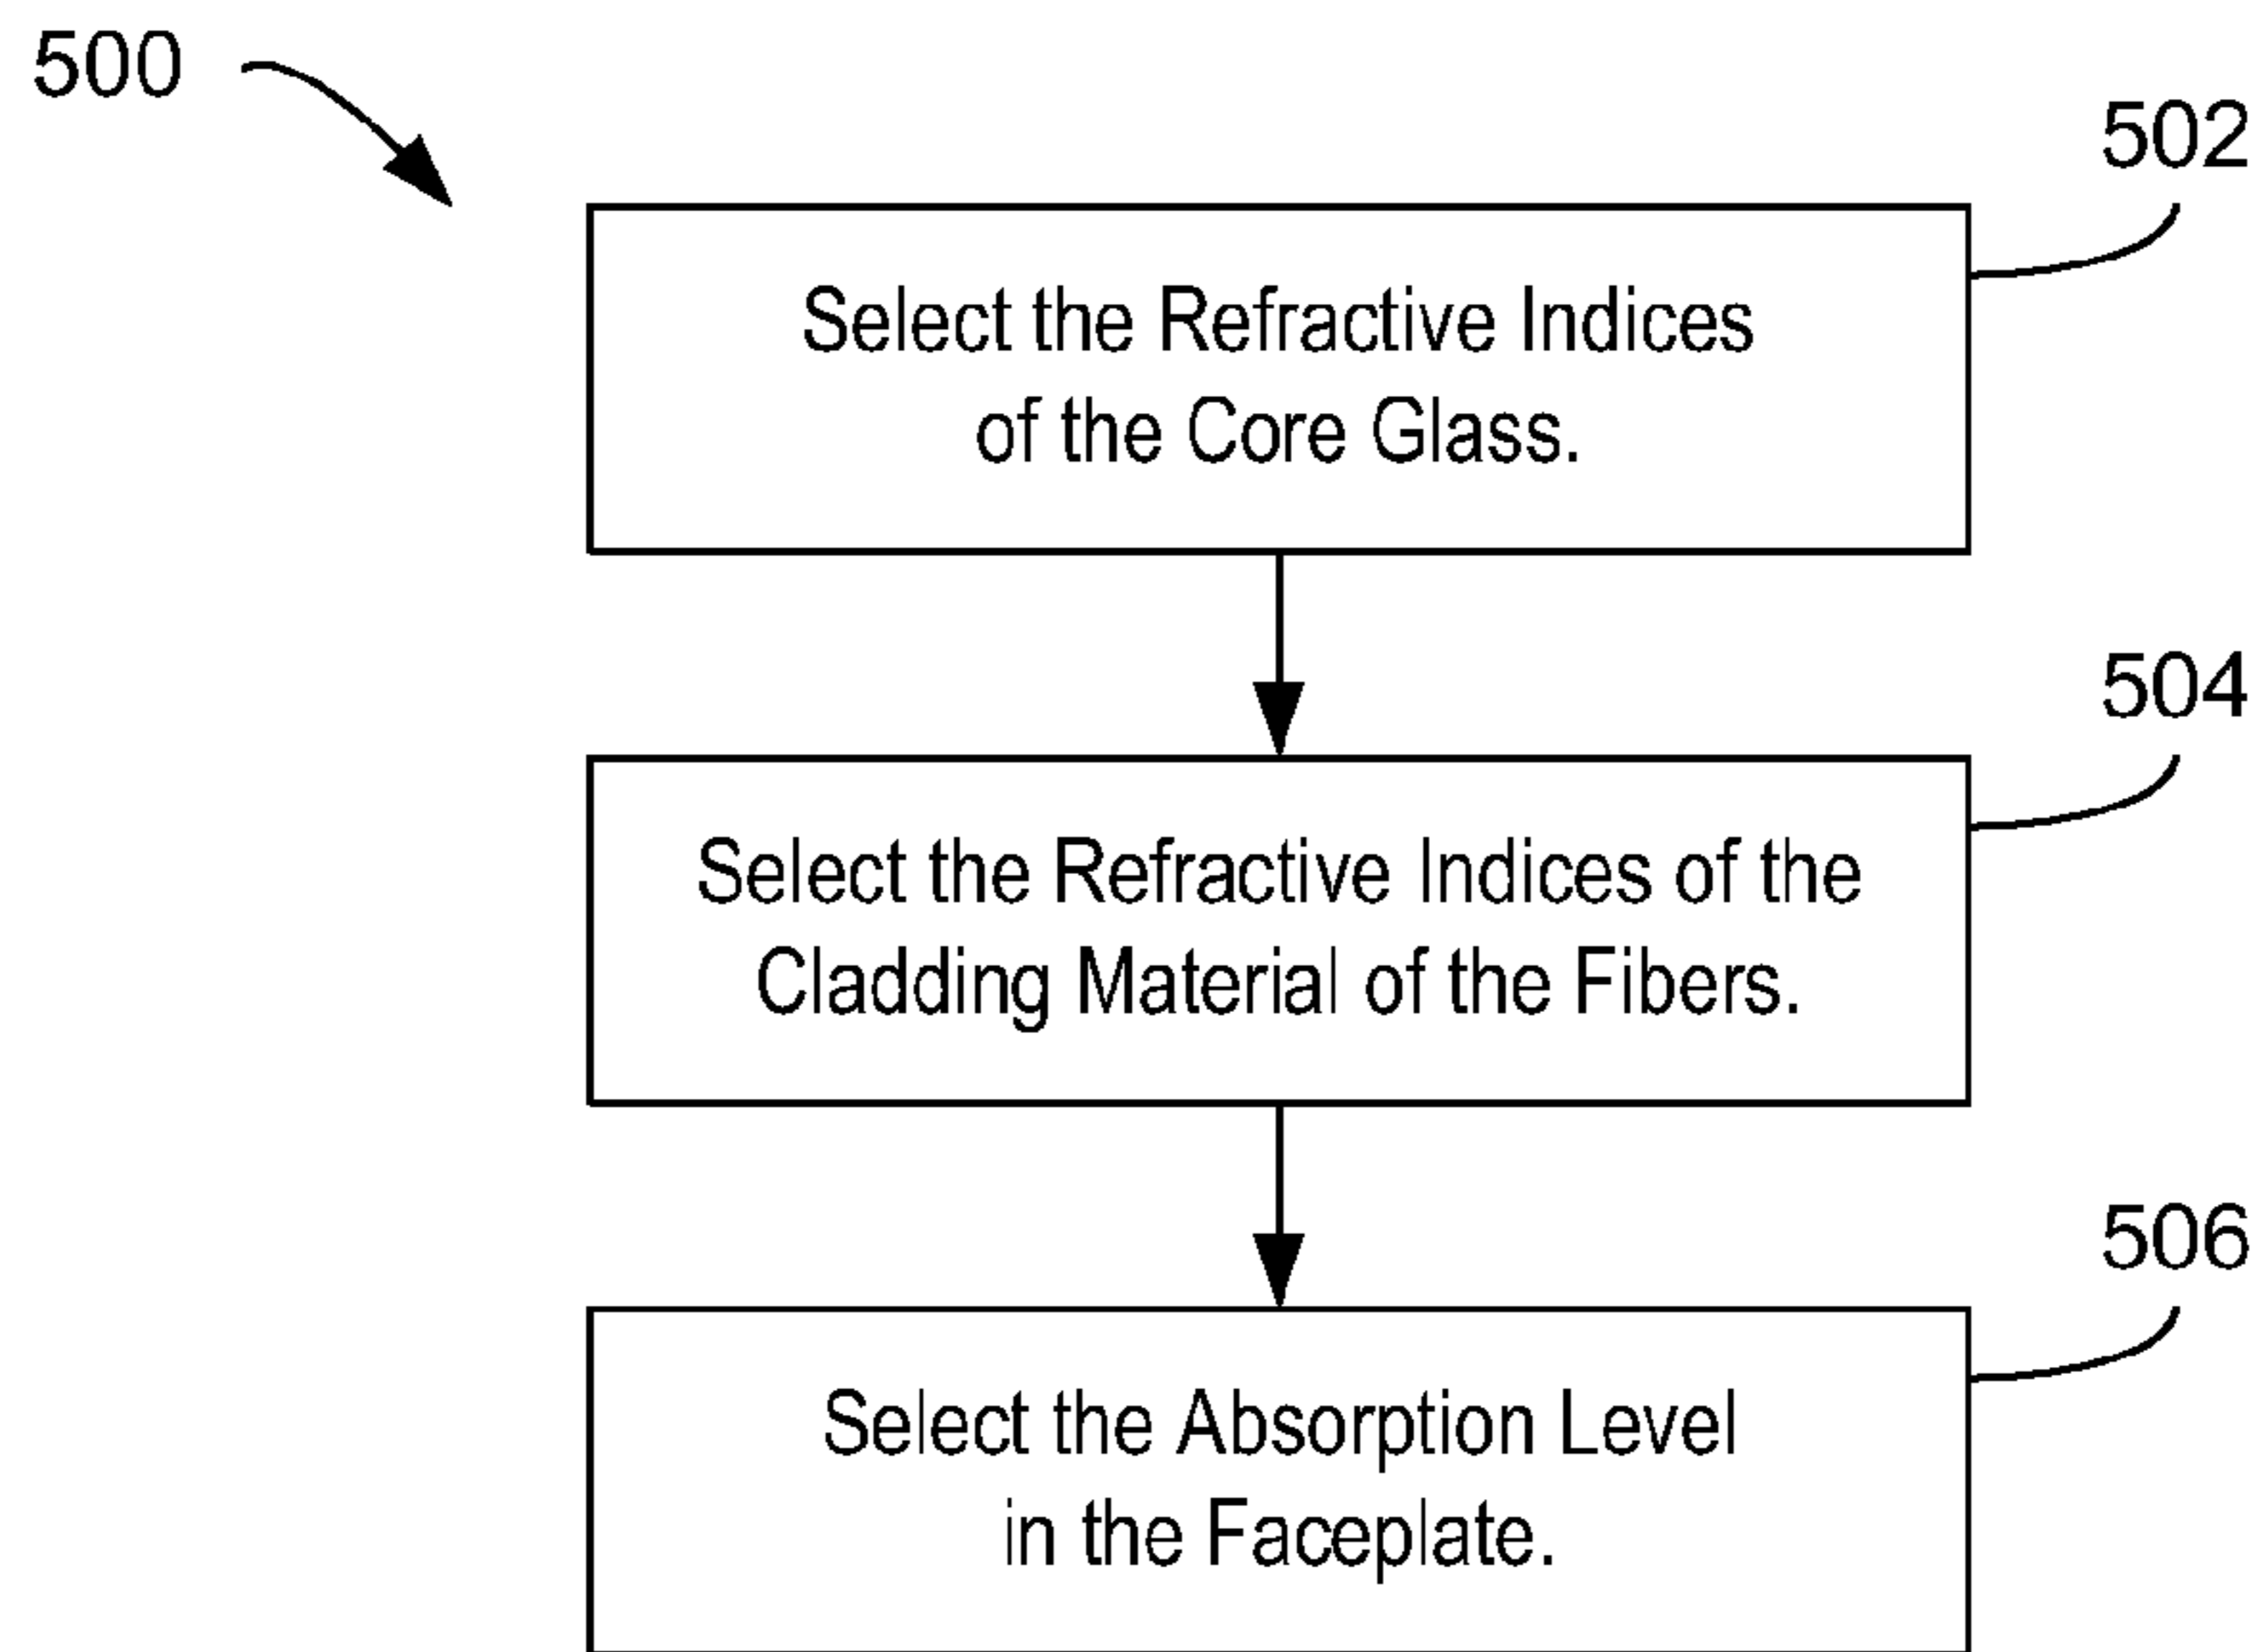 500
502
Select the Refractive Indices
of the Core Glass.
504
Select the Refractive Indices of the
Cladding Material of the Fibers.
506
Select the Absorption Level
in the Faceplate.